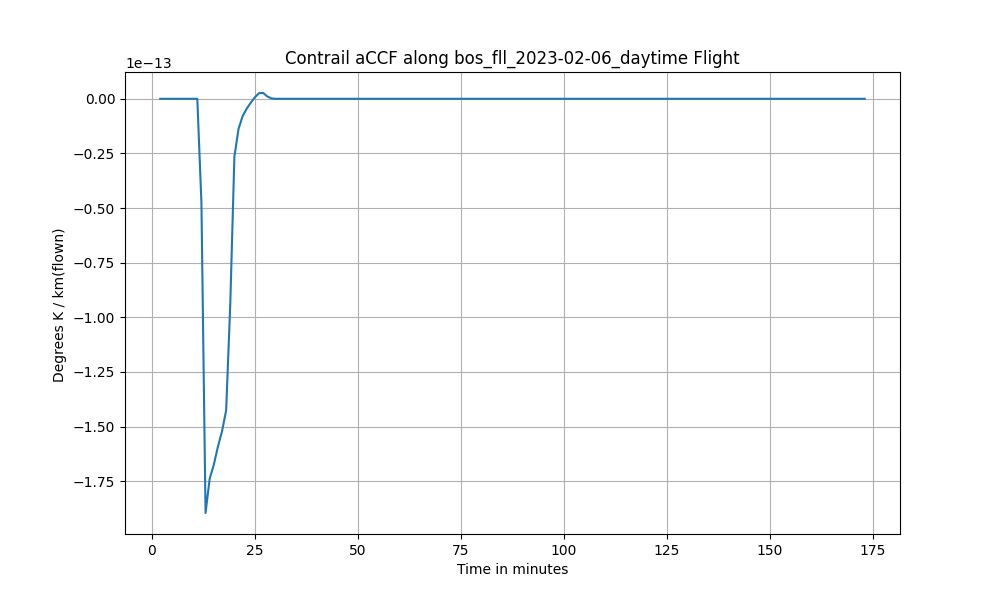 Contrail aCCF along bos_fll_2023-02-06_daytime Flight
1e−13
0.00
−0.25
−0.50
−0.75
−1.00
−1.25
−1.50
−1.75
Degrees K / km(flown)
0 25 50 75 100 125 150 175
Time in minutes